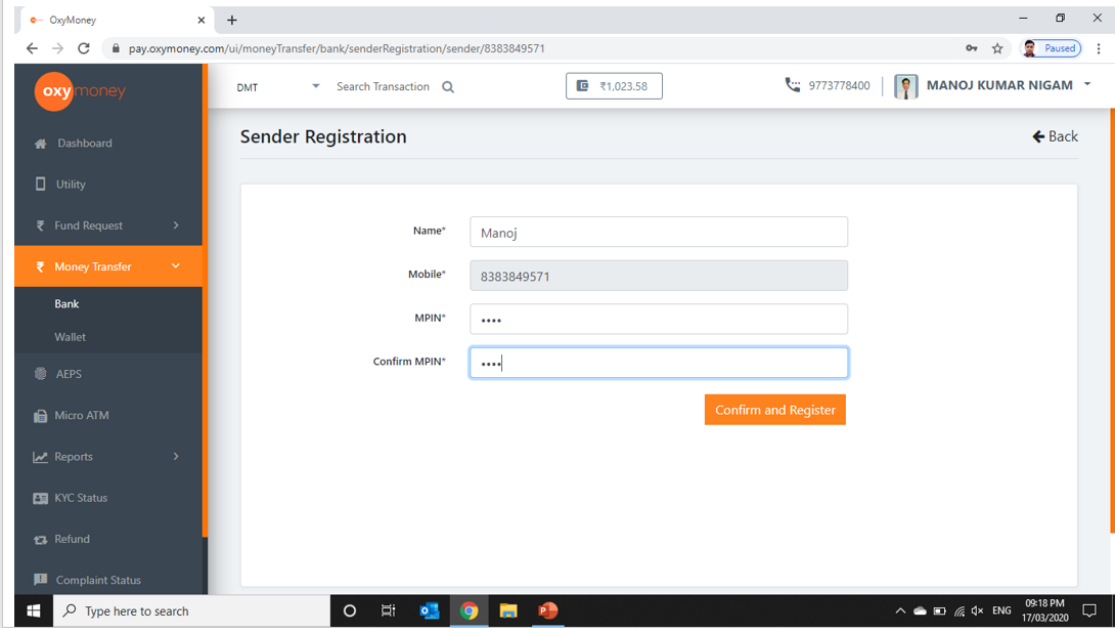 OxyMoney
pay.oxymoney.com/ui/moneyTransfer/bank/senderRegistration/sender/8383849571
Paused
oxymoney
DMT
Search Transaction
₹1,023.58
9773778400
MANOJ KUMAR NIGAM
Dashboard
Utility
Fund Request
Money Transfer
Bank
Wallet
AEPS
Micro ATM
Reports
KYC Status
Refund
Complaint Status
Sender Registration
Back
Name* Manoj
Mobile* 8383849571
MPIN* ••••
Confirm MPIN* ••••
Confirm and Register
Type here to search
ENG
09:18 PM
17/03/2020